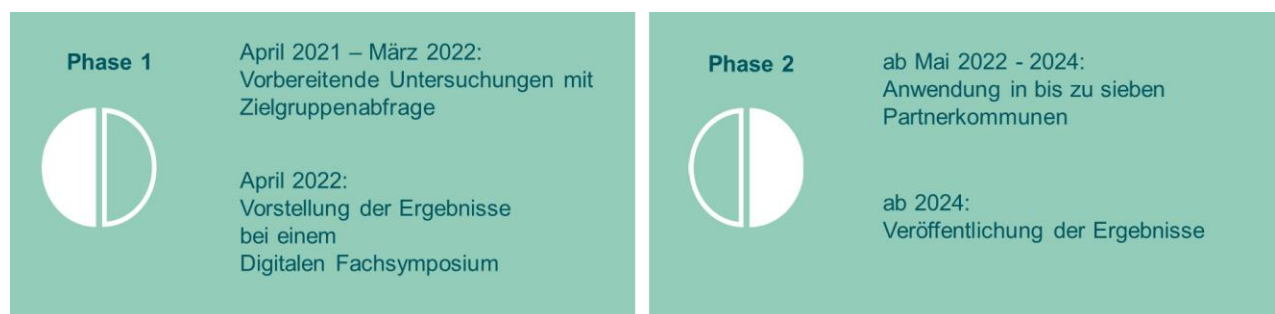 Phase 1
April 2021 – März 2022:
Vorbereitende Untersuchungen mit
Zielgruppenabfrage
April 2022:
Vorstellung der Ergebnisse
bei einem
Digitalen Fachsymposium
Phase 2
ab Mai 2022 - 2024:
Anwendung in bis zu sieben
Partnerkommunen
ab 2024:
Veröffentlichung der Ergebnisse